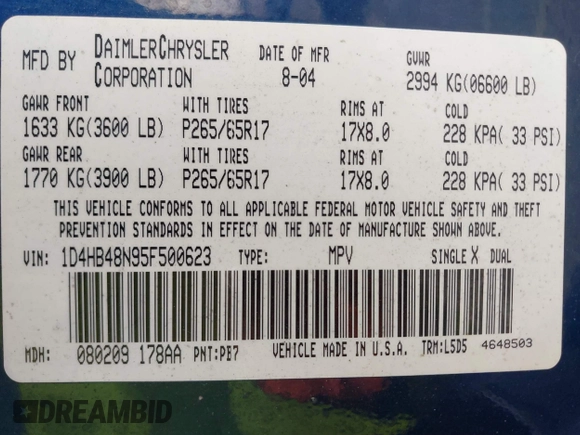 MFD BY DAIMLERCHRYSLER CORPORATION
DATE OF MFR 8-04
GVWR 2994 KG(06600 LB)
GAWR FRONT WITH TIRES RIMS AT COLD
1633 KG(3600 LB) P265/65R17 17X8.0 228 KPA( 33 PSI)
GAWR REAR WITH TIRES RIMS AT COLD
1770 KG(3900 LB) P265/65R17 17X8.0 228 KPA( 33 PSI)
THIS VEHICLE CONFORMS TO ALL APPLICABLE FEDERAL MOTOR VEHICLE SAFETY AND THEFT
PREVENTION STANDARDS IN EFFECT ON THE DATE OF MANUFACTURE SHOWN ABOVE.
VIN: 1D4HB48N95F500623 TYPE: MPV SINGLE X DUAL
MDH: 080209 178AA PNT:PB7 VEHICLE MADE IN U.S.A. TRM:L5D5 4648503
DREAMBID